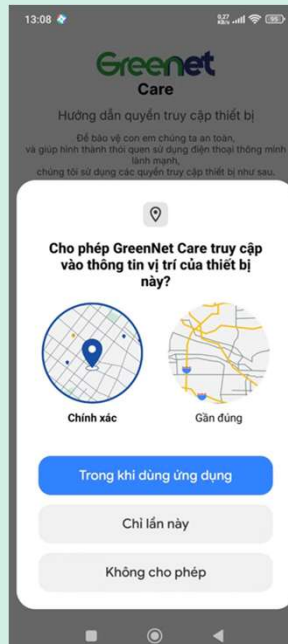 13:08
0,27
KB/s
95
Greenet
Care
Hướng dẫn quyền truy cập thiết bị
Để bảo vệ con em chúng ta an toàn,
và giúp hình thành thói quen sử dụng điện thoại thông minh
lành mạnh,
chúng tôi sử dụng các quyền truy cập thiết bị như sau.
Cho phép GreenNet Care truy cập
vào thông tin vị trí của thiết bị
này?
Chính xác
Gần đúng
Trong khi dùng ứng dụng
Chỉ lần này
Không cho phép